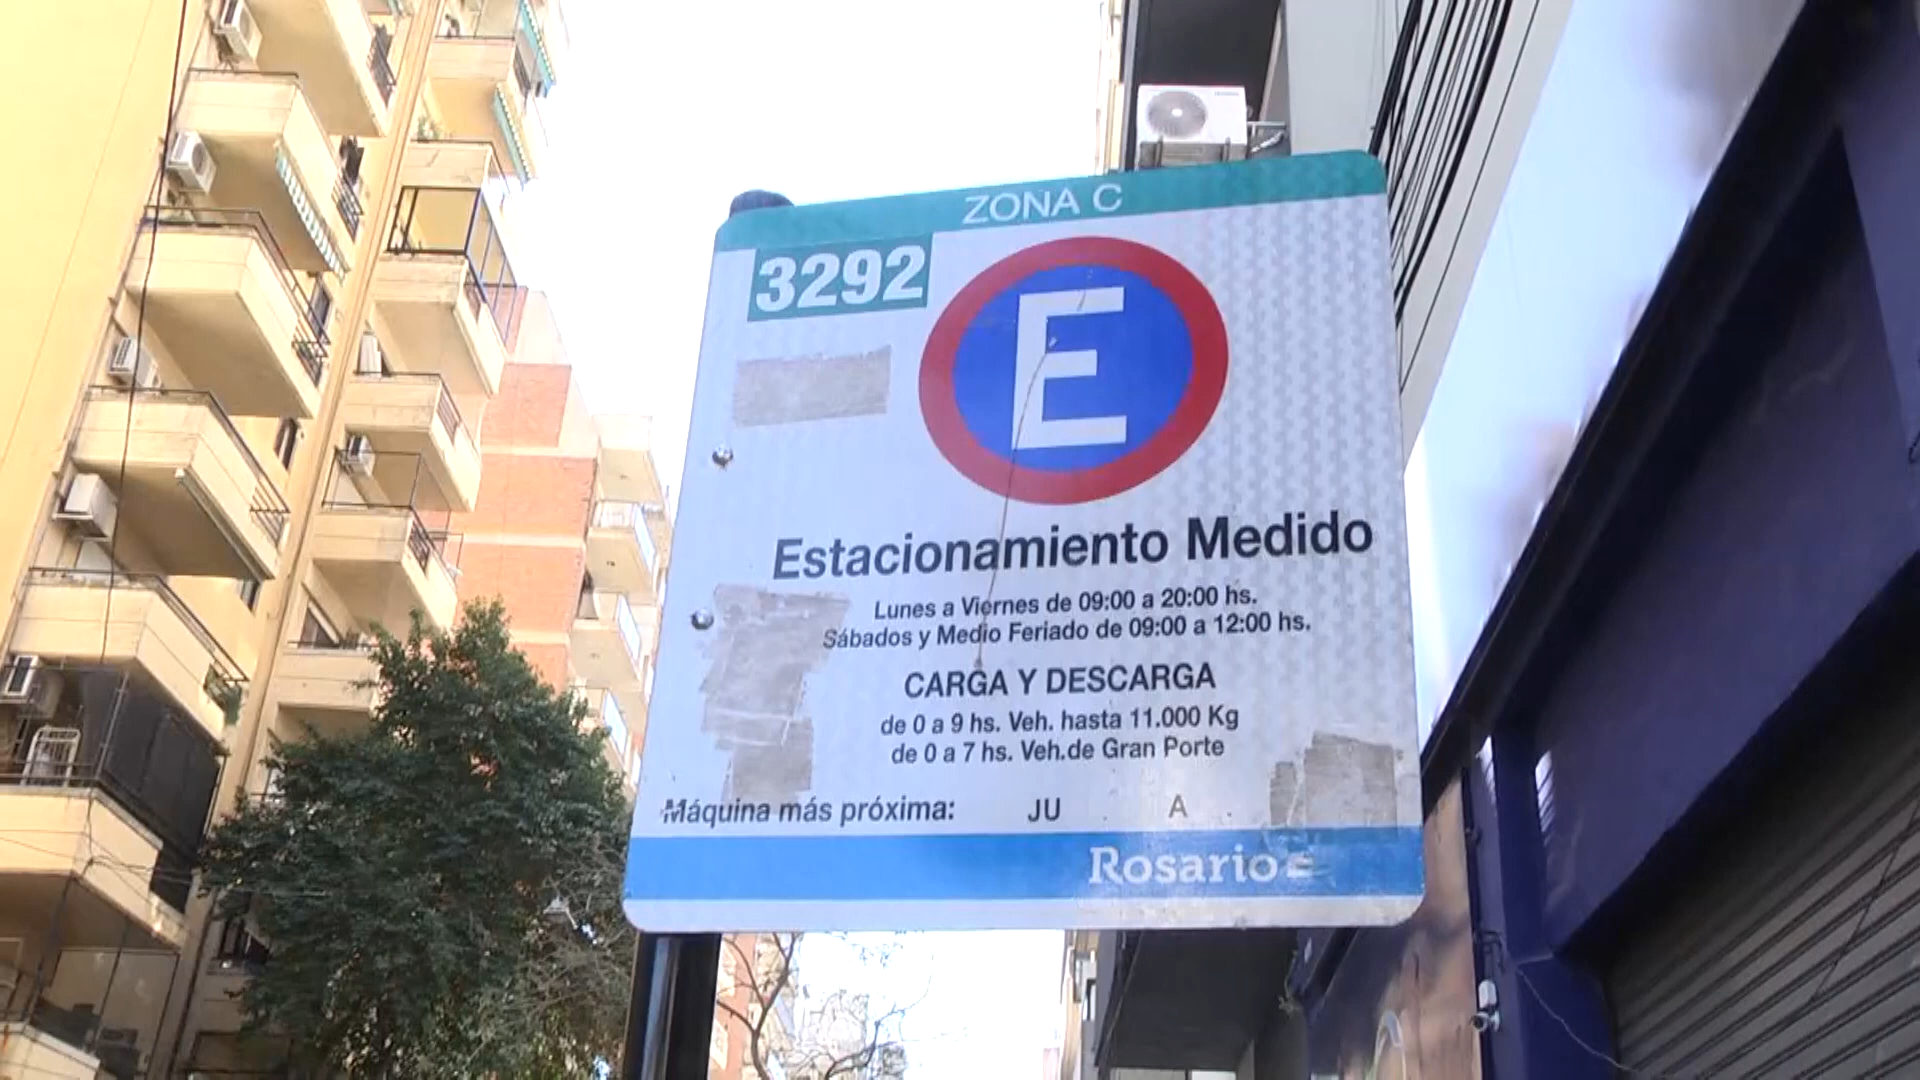 ZONA C
3292
E
Estacionamiento Medido
Lunes a Viernes de 09:00 a 20:00 hs.
Sábados y Medio Feriado de 09:00 a 12:00 hs.
CARGA Y DESCARGA
de 0 a 9 hs. Veh. hasta 11.000 Kg
de 0 a 7 hs. Veh.de Gran Porte
Máquina más próxima: JU A
Rosario